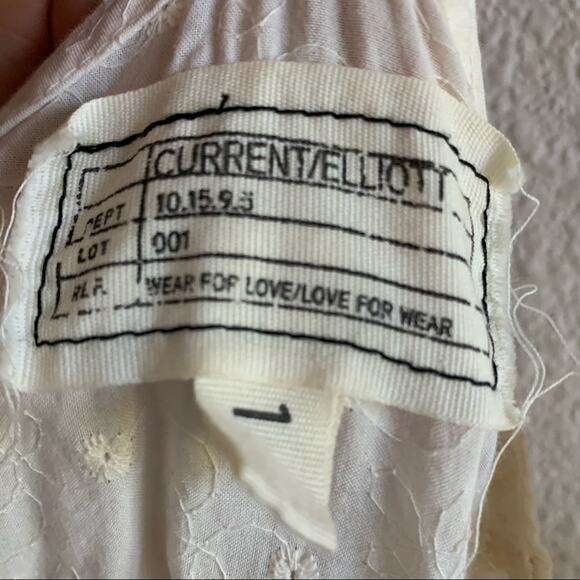 CURRENT/ELLIOTT
DEPT 10.15.9.5
LOT 001
REF. WEAR FOR LOVE/LOVE FOR WEAR
1